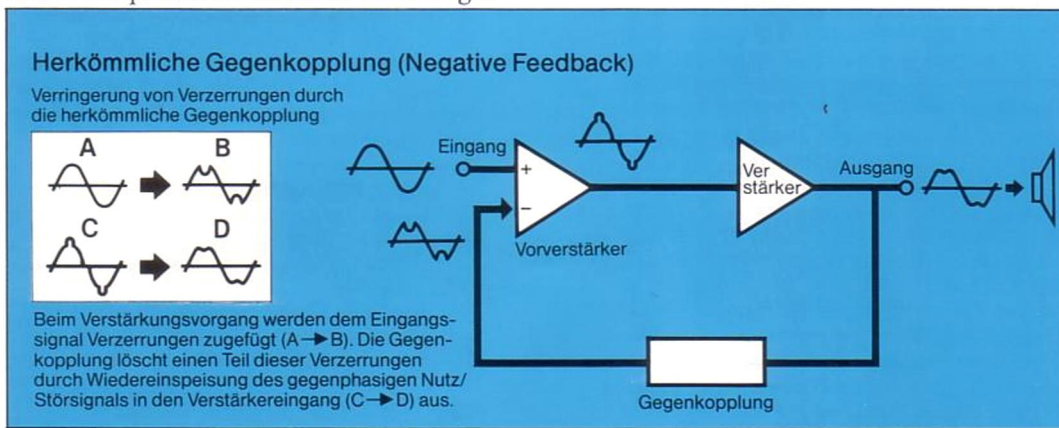 Herkömmliche Gegenkopplung (Negative Feedback)
Verringerung von Verzerrungen durch
die herkömmliche Gegenkopplung
A
B
C
D
Eingang
+
−
Vorverstärker
Ver
stärker
Ausgang
Gegenkopplung
Beim Verstärkungsvorgang werden dem Eingangs-
signal Verzerrungen zugefügt (A→B). Die Gegen-
kopplung löscht einen Teil dieser Verzerrungen
durch Wiedereinspeisung des gegenphasigen Nutz/
Störsignals in den Verstärkereingang (C→D) aus.